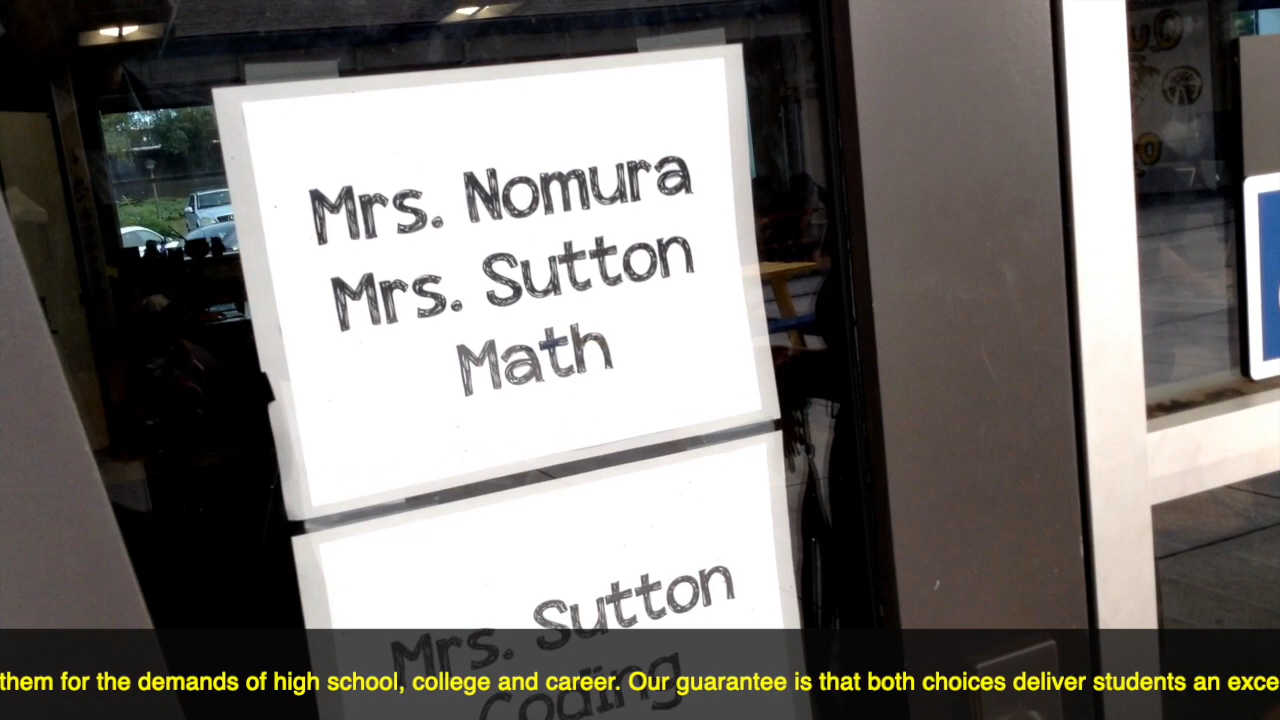 Mrs. Nomura
Mrs. Sutton
Math
Mrs. Sutton
Coding
them for the demands of high school, college and career. Our guarantee is that both choices deliver students an exce